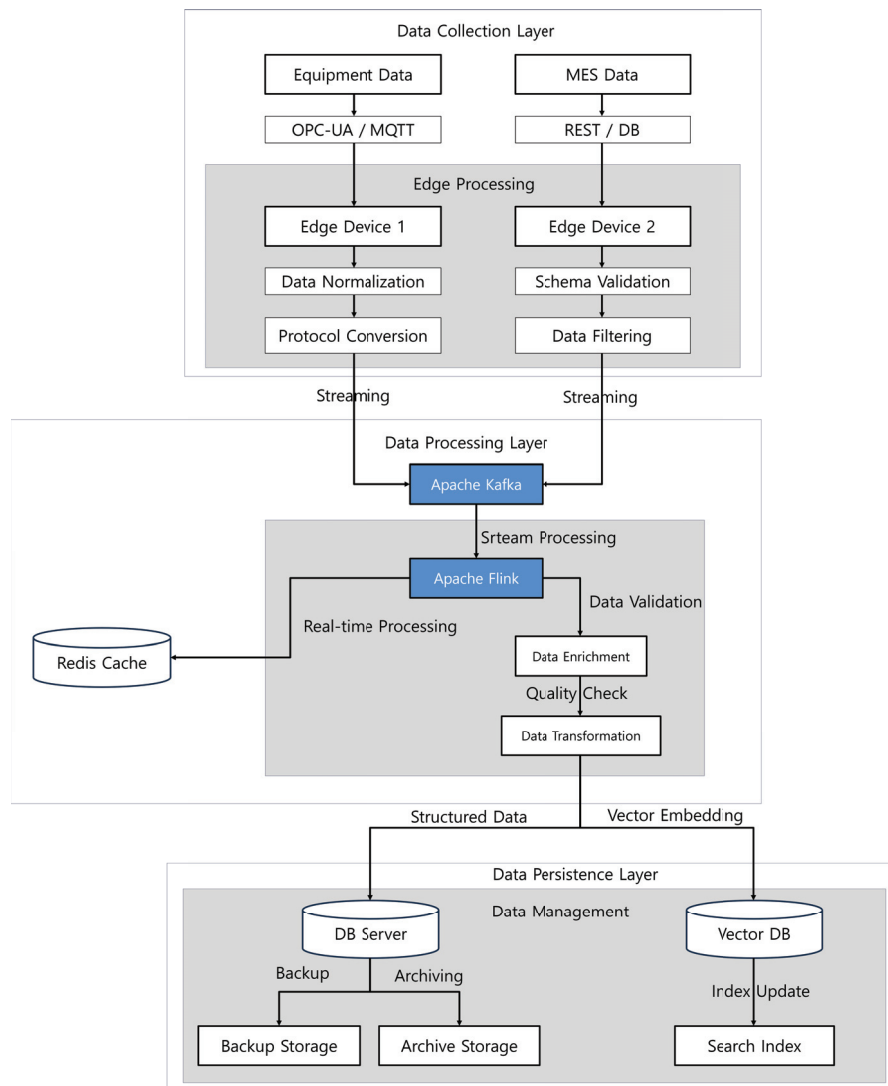 Data Collection Layer
Equipment Data
MES Data
OPC-UA / MQTT
REST / DB
Edge Processing
Edge Device 1
Edge Device 2
Data Normalization
Schema Validation
Protocol Conversion
Data Filtering
Streaming
Streaming
Data Processing Layer
Apache Kafka
Srteam Processing
Apache Flink
Data Validation
Real-time Processing
Redis Cache
Data Enrichment
Quality Check
Data Transformation
Structured Data
Vector Embedding
Data Persistence Layer
Data Management
DB Server
Vector DB
Backup
Archiving
Index Update
Backup Storage
Archive Storage
Search Index